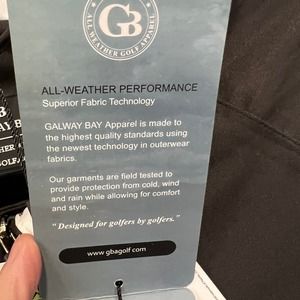 GB
ALL WEATHER GOLF APPAREL
ALL-WEATHER PERFORMANCE
Superior Fabric Technology
GALWAY BAY Apparel is made to
the highest quality standards using
the newest technology in outerwear
fabrics.
Our garments are field tested to
provide protection from cold, wind
and rain while allowing for comfort
and style.
"Designed for golfers by golfers."
www.gbagolf.com
B
WAY B